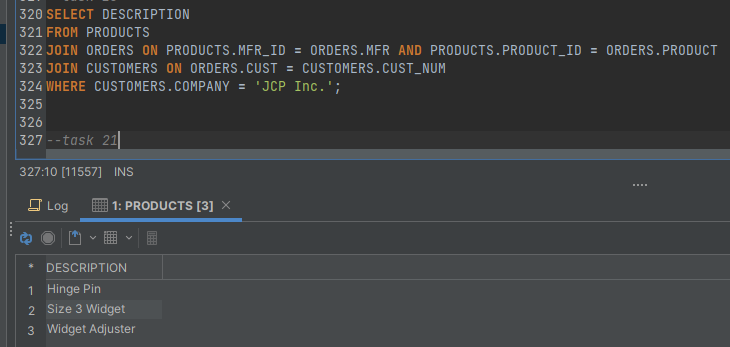 320 SELECT DESCRIPTION
321 FROM PRODUCTS
322 JOIN ORDERS ON PRODUCTS.MFR_ID = ORDERS.MFR AND PRODUCTS.PRODUCT_ID = ORDERS.PRODUCT
323 JOIN CUSTOMERS ON ORDERS.CUST = CUSTOMERS.CUST_NUM
324 WHERE CUSTOMERS.COMPANY = 'JCP Inc.';
325
326
327 --task 21
327:10 [11557] INS
Log 1: PRODUCTS [3]
* DESCRIPTION
1 Hinge Pin
2 Size 3 Widget
3 Widget Adjuster